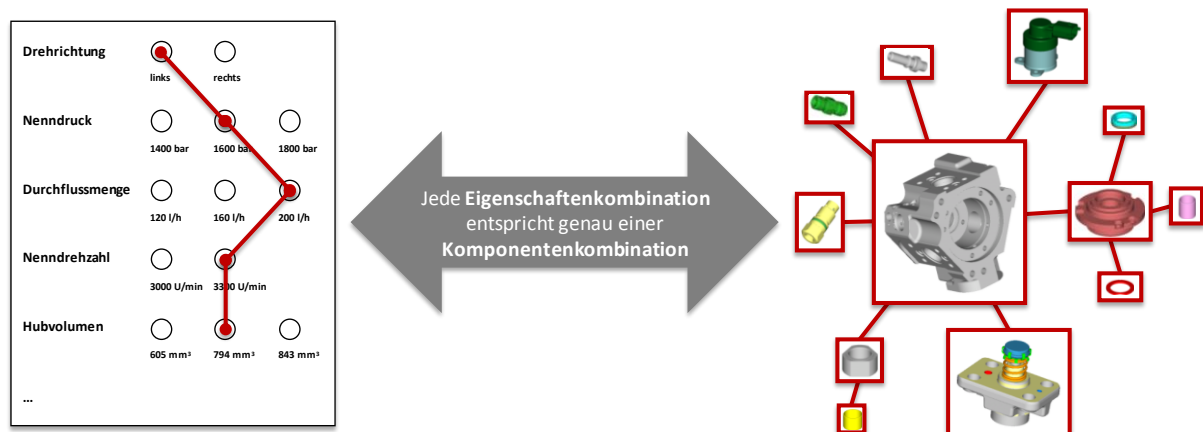 Drehrichtung
links rechts
Nenndruck
1400 bar 1600 bar 1800 bar
Durchflussmenge
120 l/h 160 l/h 200 l/h
Nenndrehzahl
3000 U/min 3300 U/min
Hubvolumen
605 mm³ 794 mm³ 843 mm³
...
Jede Eigenschaftenkombination
entspricht genau einer
Komponentenkombination